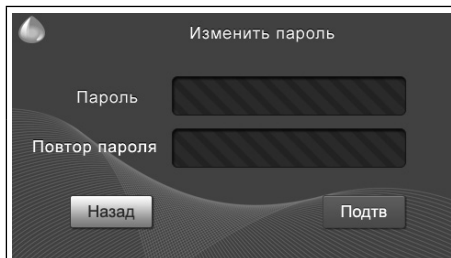 Изменить пароль
Пароль
Повтор пароля
Назад
Подтв